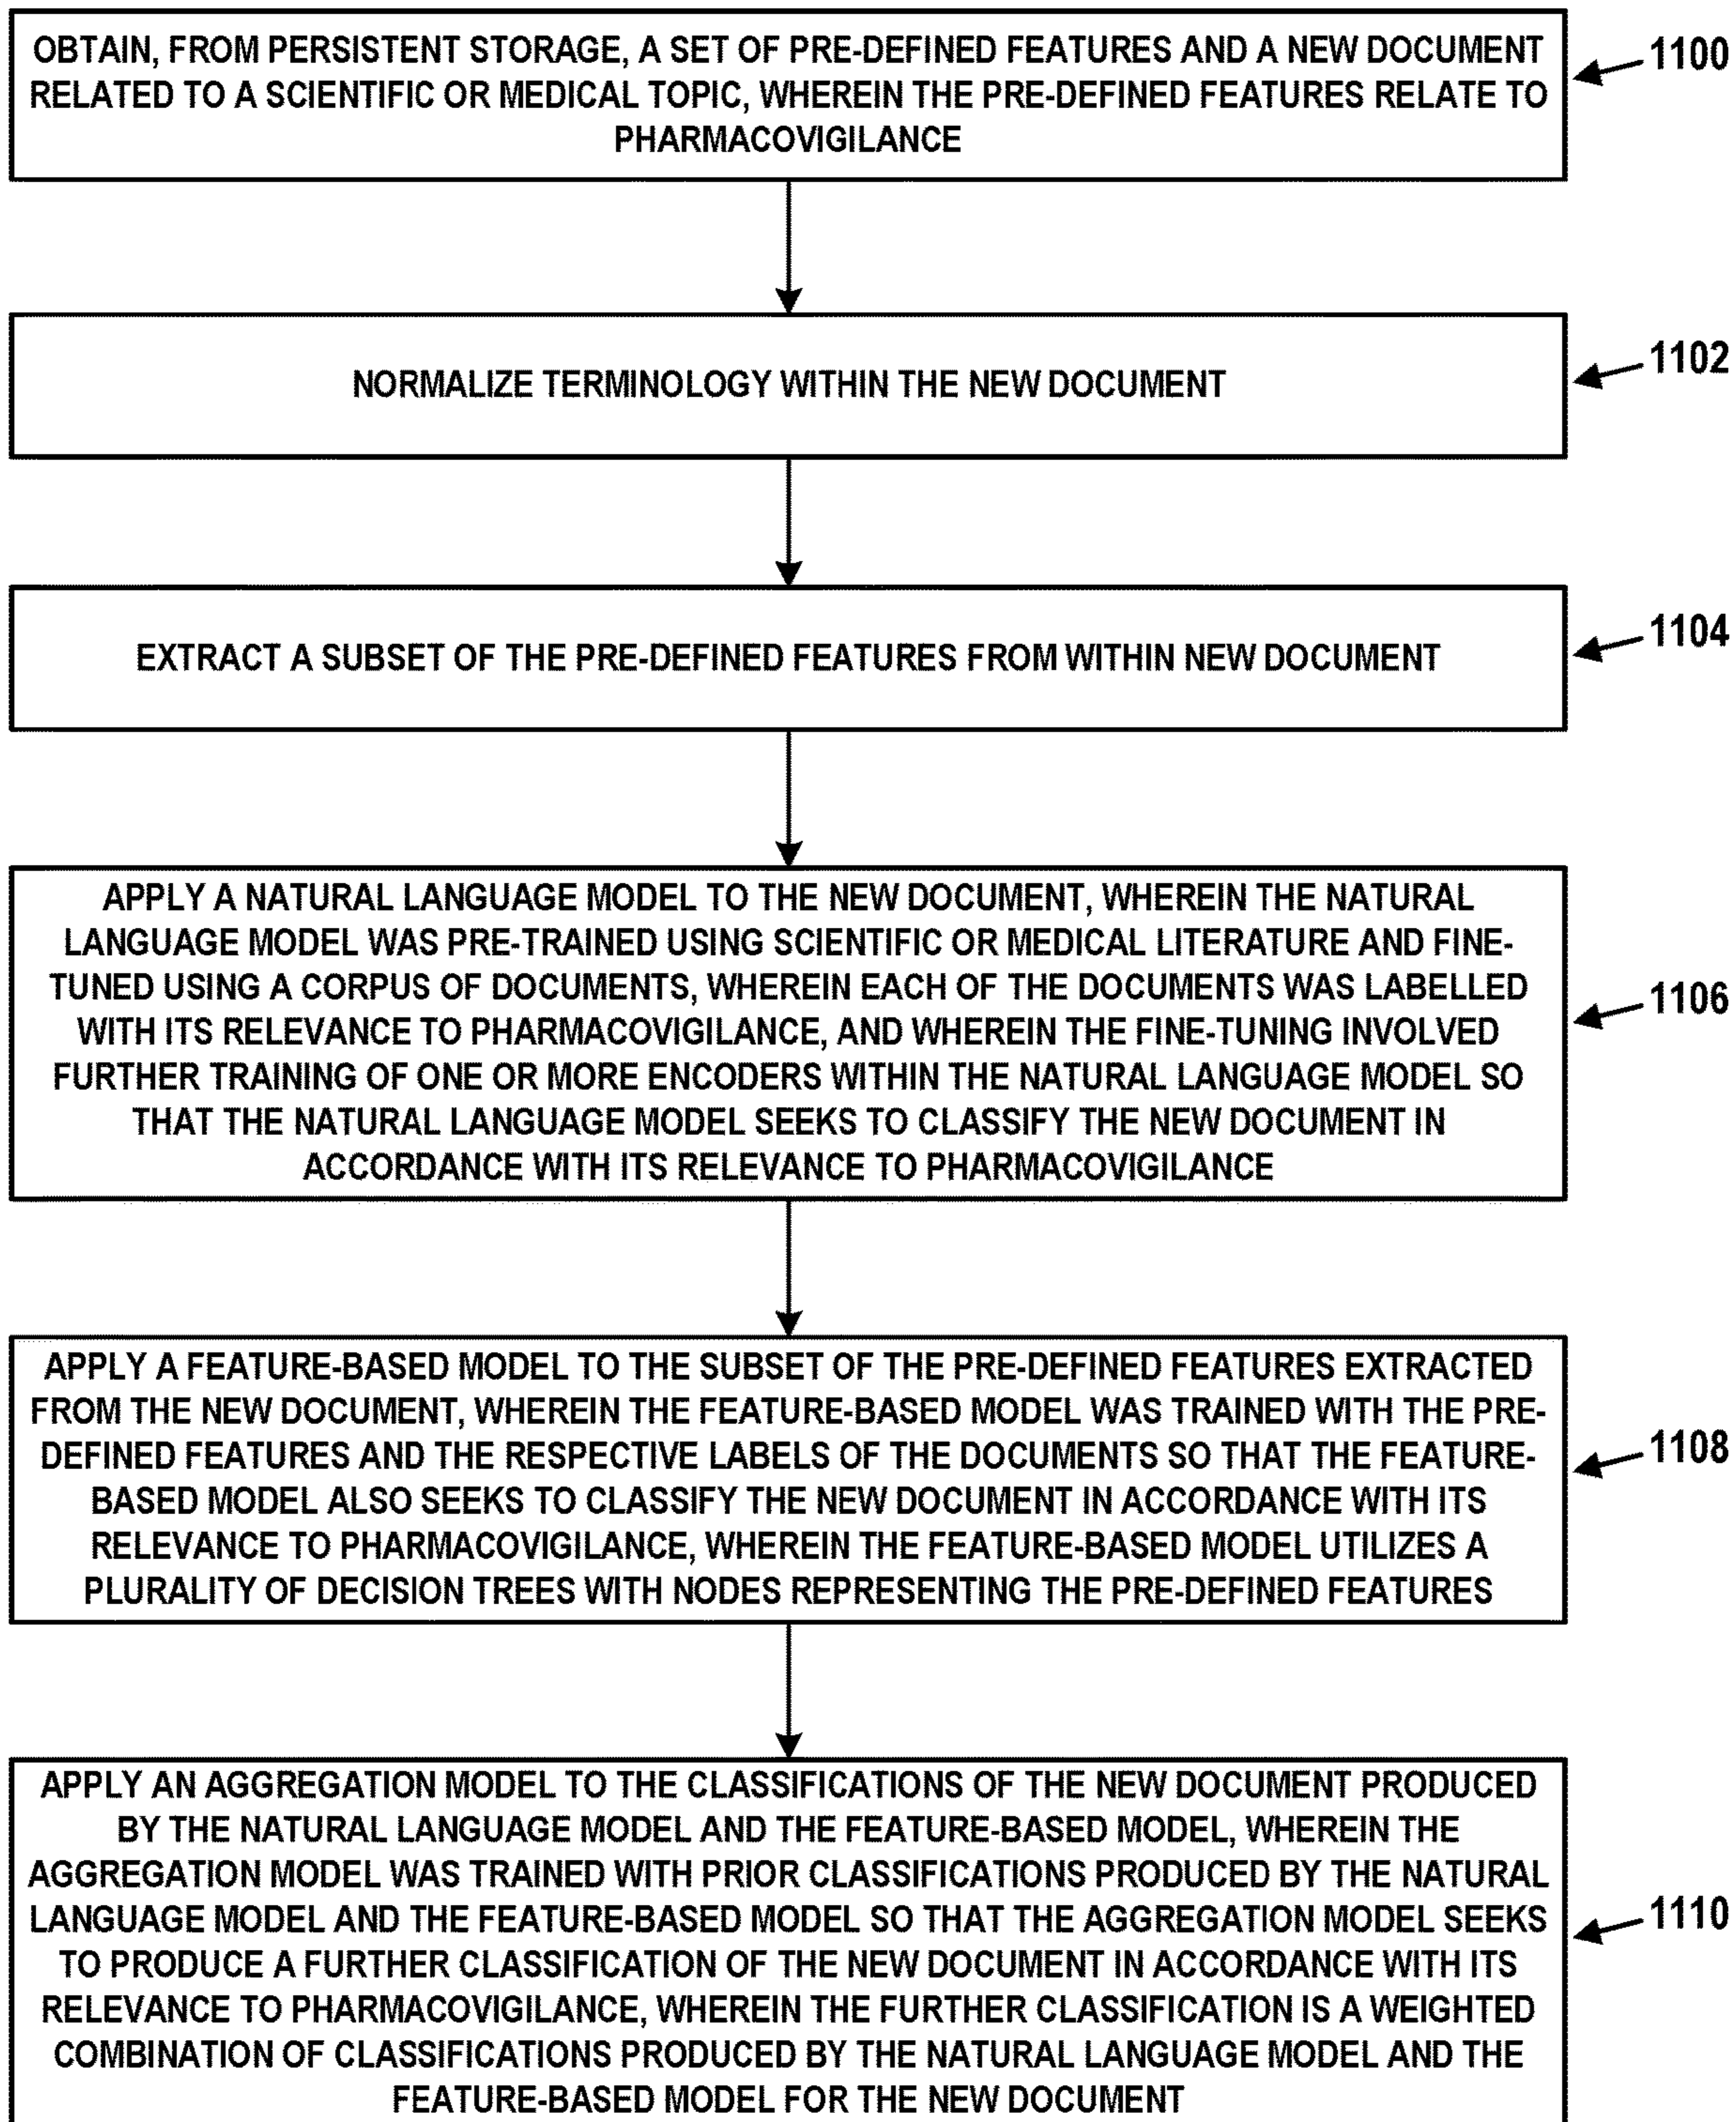 OBTAIN, FROM PERSISTENT STORAGE, A SET OF PRE-DEFINED FEATURES AND A NEW DOCUMENT
RELATED TO A SCIENTIFIC OR MEDICAL TOPIC, WHEREIN THE PRE-DEFINED FEATURES RELATE TO
PHARMACOVIGILANCE
1100
NORMALIZE TERMINOLOGY WITHIN THE NEW DOCUMENT
1102
EXTRACT A SUBSET OF THE PRE-DEFINED FEATURES FROM WITHIN NEW DOCUMENT
1104
APPLY A NATURAL LANGUAGE MODEL TO THE NEW DOCUMENT, WHEREIN THE NATURAL
LANGUAGE MODEL WAS PRE-TRAINED USING SCIENTIFIC OR MEDICAL LITERATURE AND FINE-
TUNED USING A CORPUS OF DOCUMENTS, WHEREIN EACH OF THE DOCUMENTS WAS LABELLED
WITH ITS RELEVANCE TO PHARMACOVIGILANCE, AND WHEREIN THE FINE-TUNING INVOLVED
FURTHER TRAINING OF ONE OR MORE ENCODERS WITHIN THE NATURAL LANGUAGE MODEL SO
THAT THE NATURAL LANGUAGE MODEL SEEKS TO CLASSIFY THE NEW DOCUMENT IN
ACCORDANCE WITH ITS RELEVANCE TO PHARMACOVIGILANCE
1106
APPLY A FEATURE-BASED MODEL TO THE SUBSET OF THE PRE-DEFINED FEATURES EXTRACTED
FROM THE NEW DOCUMENT, WHEREIN THE FEATURE-BASED MODEL WAS TRAINED WITH THE PRE-
DEFINED FEATURES AND THE RESPECTIVE LABELS OF THE DOCUMENTS SO THAT THE FEATURE-
BASED MODEL ALSO SEEKS TO CLASSIFY THE NEW DOCUMENT IN ACCORDANCE WITH ITS
RELEVANCE TO PHARMACOVIGILANCE, WHEREIN THE FEATURE-BASED MODEL UTILIZES A
PLURALITY OF DECISION TREES WITH NODES REPRESENTING THE PRE-DEFINED FEATURES
1108
APPLY AN AGGREGATION MODEL TO THE CLASSIFICATIONS OF THE NEW DOCUMENT PRODUCED
BY THE NATURAL LANGUAGE MODEL AND THE FEATURE-BASED MODEL, WHEREIN THE
AGGREGATION MODEL WAS TRAINED WITH PRIOR CLASSIFICATIONS PRODUCED BY THE NATURAL
LANGUAGE MODEL AND THE FEATURE-BASED MODEL SO THAT THE AGGREGATION MODEL SEEKS
TO PRODUCE A FURTHER CLASSIFICATION OF THE NEW DOCUMENT IN ACCORDANCE WITH ITS
RELEVANCE TO PHARMACOVIGILANCE, WHEREIN THE FURTHER CLASSIFICATION IS A WEIGHTED
COMBINATION OF CLASSIFICATIONS PRODUCED BY THE NATURAL LANGUAGE MODEL AND THE
FEATURE-BASED MODEL FOR THE NEW DOCUMENT
1110